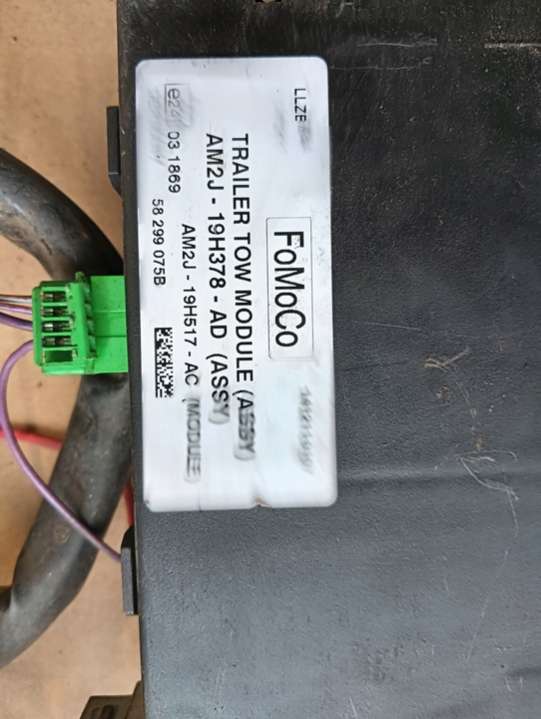 LLZE
FoMoCo
TRAILER TOW MODULE (ASSY)
AM2J - 19H378 - AD (ASSY)
AM2J - 19H517 - AC (MODULE)
e24 03 1869
58 299 075B